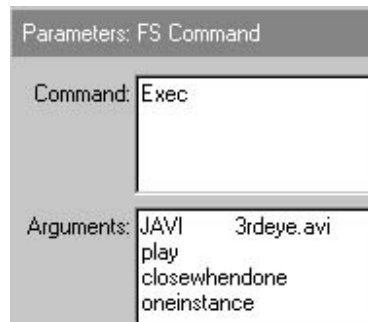 Parameters: FS Command
Command: Exec
Arguments: JAVI 3rdeye.avi
play
closewhendone
oneinstance